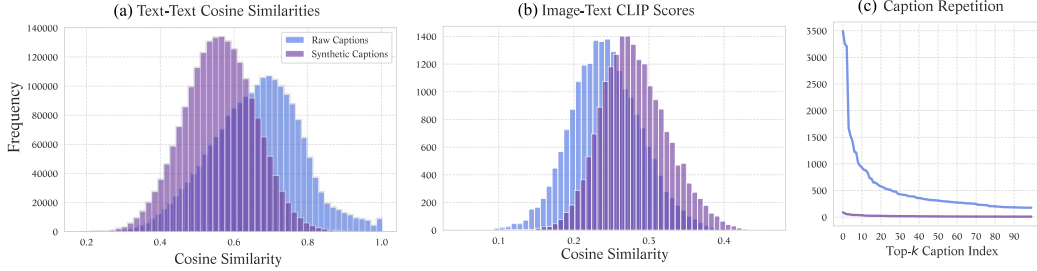 (a) Text-Text Cosine Similarities
Frequency
140000
120000
100000
80000
60000
40000
20000
0
Raw Captions
Synthetic Captions
0.2 0.4 0.6 0.8 1.0
Cosine Similarity
(b) Image-Text CLIP Scores
1400
1200
1000
800
600
400
200
0
0.1 0.2 0.3 0.4
Cosine Similarity
(c) Caption Repetition
3500
3000
2500
2000
1500
1000
500
0
0 10 20 30 40 50 60 70 80 90
Top-k Caption Index